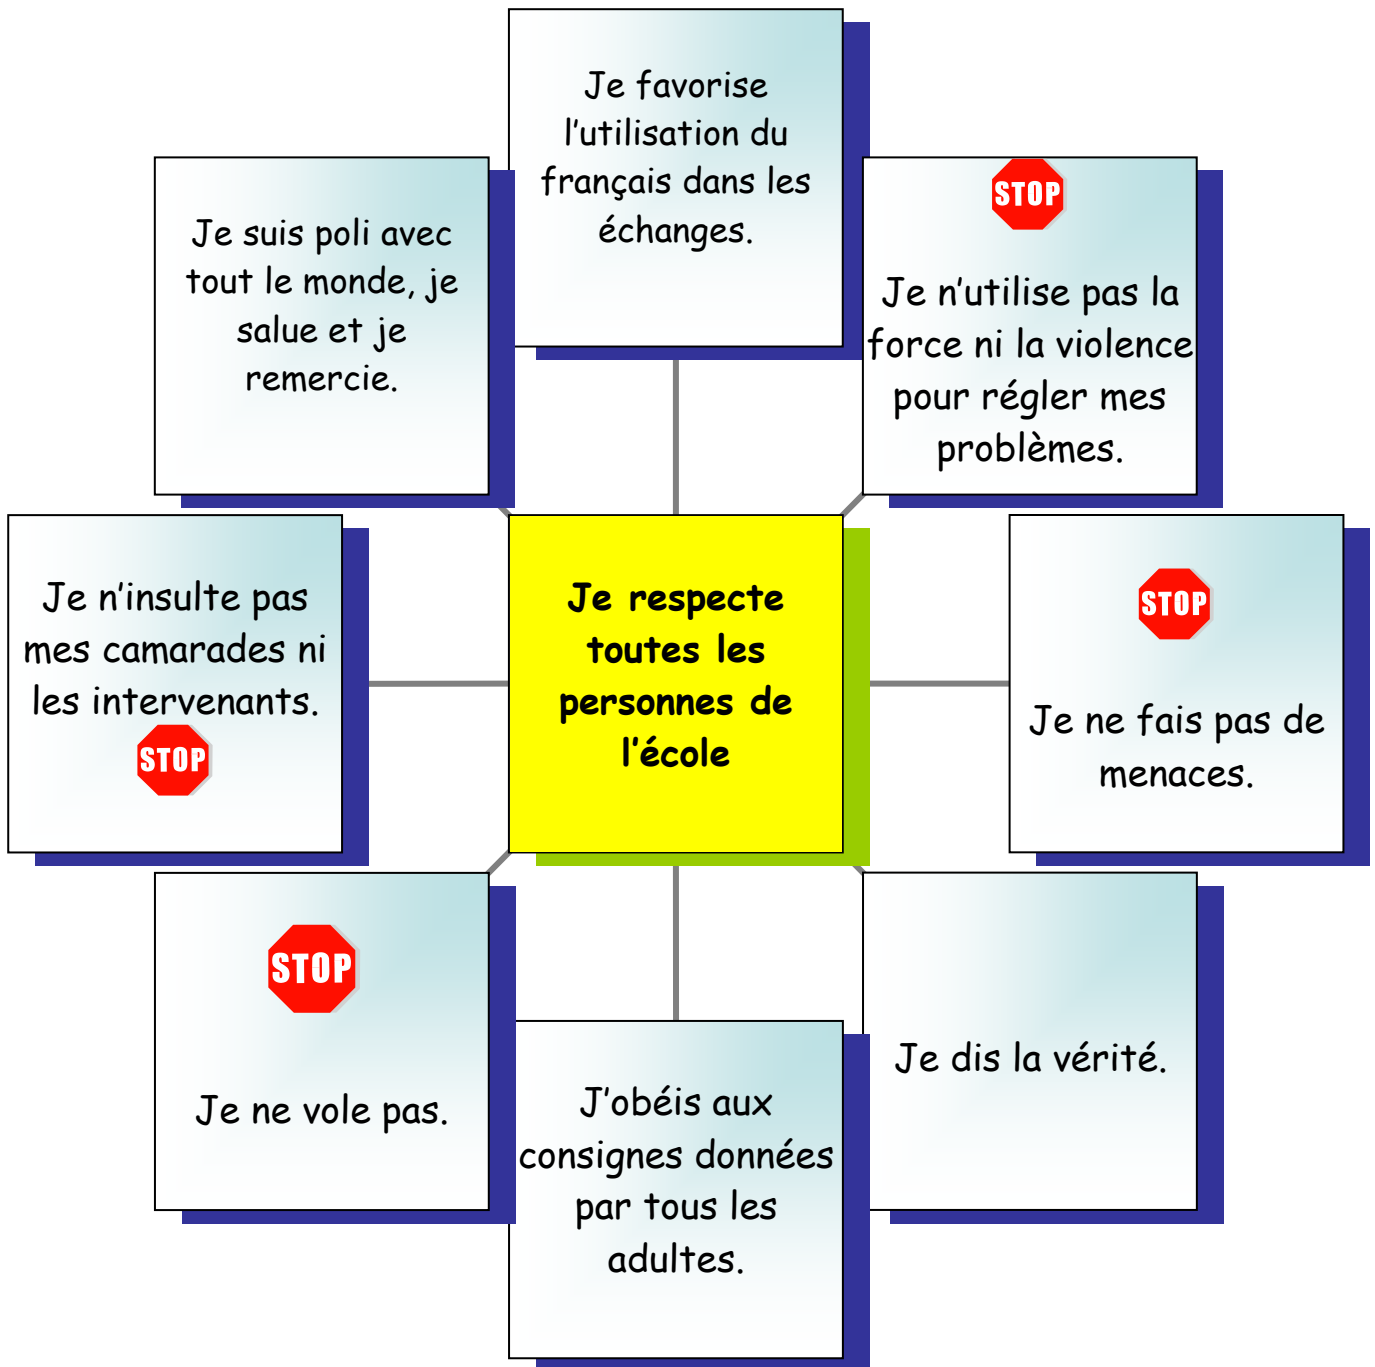 Je favorise
l'utilisation du
français dans les
échanges.
STOP
Je n'utilise pas la
force ni la violence
pour régler mes
problèmes.
STOP
Je ne fais pas de
menaces.
Je dis la vérité.
J'obéis aux
consignes données
par tous les
adultes.
STOP
Je ne vole pas.
Je n'insulte pas
mes camarades ni
les intervenants.
STOP
Je suis poli avec
tout le monde, je
salue et je
remercie.
Je respecte
toutes les
personnes de
l'école